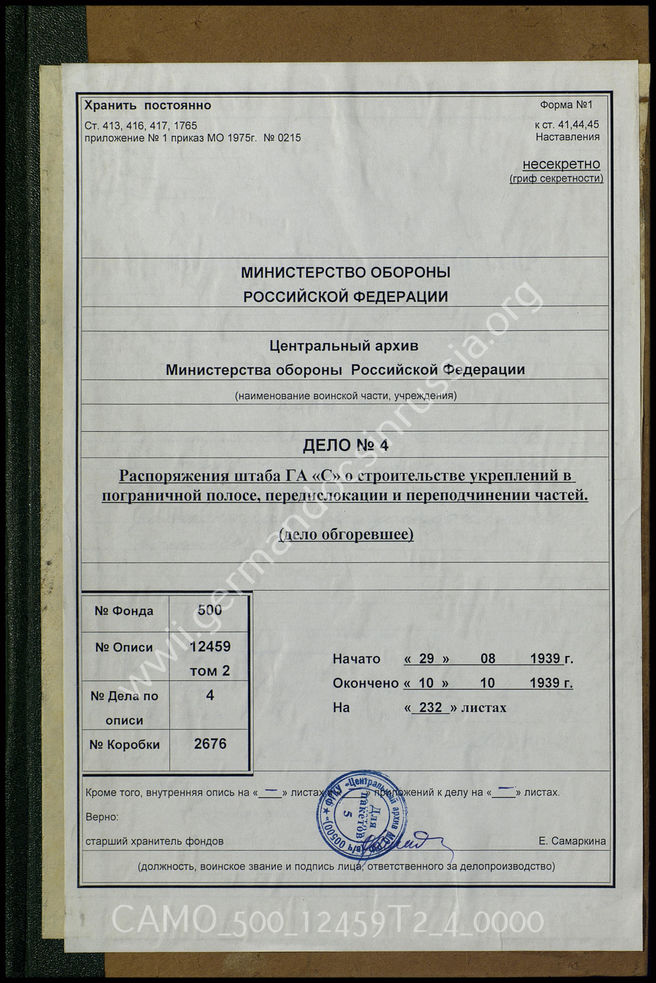 Хранить постоянно
Форма №1
Ст. 413, 416, 417, 1765
приложение № 1 приказ МО 1975г. № 0215
к ст. 41,44,45
Наставления
несекретно
(гриф секретности)
МИНИСТЕРСТВО ОБОРОНЫ
РОССИЙСКОЙ ФЕДЕРАЦИИ
Центральный архив
Министерства обороны Российской Федерации
(наименование воинской части, учреждения)
ДЕЛО № 4
Распоряжения штаба ГА «С» о строительстве укреплений в
пограничной полосе, передислокации и переподчинении частей.
(дело обгоревшее)
№ Фонда 500
№ Описи 12459
том 2
№ Дела по 4
описи
№ Коробки 2676
Начато « 29 » 08 1939 г.
Окончено « 10 » 10 1939 г.
На « 232 » листах
Кроме того, внутренняя опись на «__—__» листах, приложений к делу на «__—__» листах.
Верно:
старший хранитель фондов
Е. Самаркина
(должность, воинское звание и подпись лица, ответственного за делопроизводство)
Для
пакетов
5
www.germandocsinrussia.org
CAMO_500_12459T2_4_0000